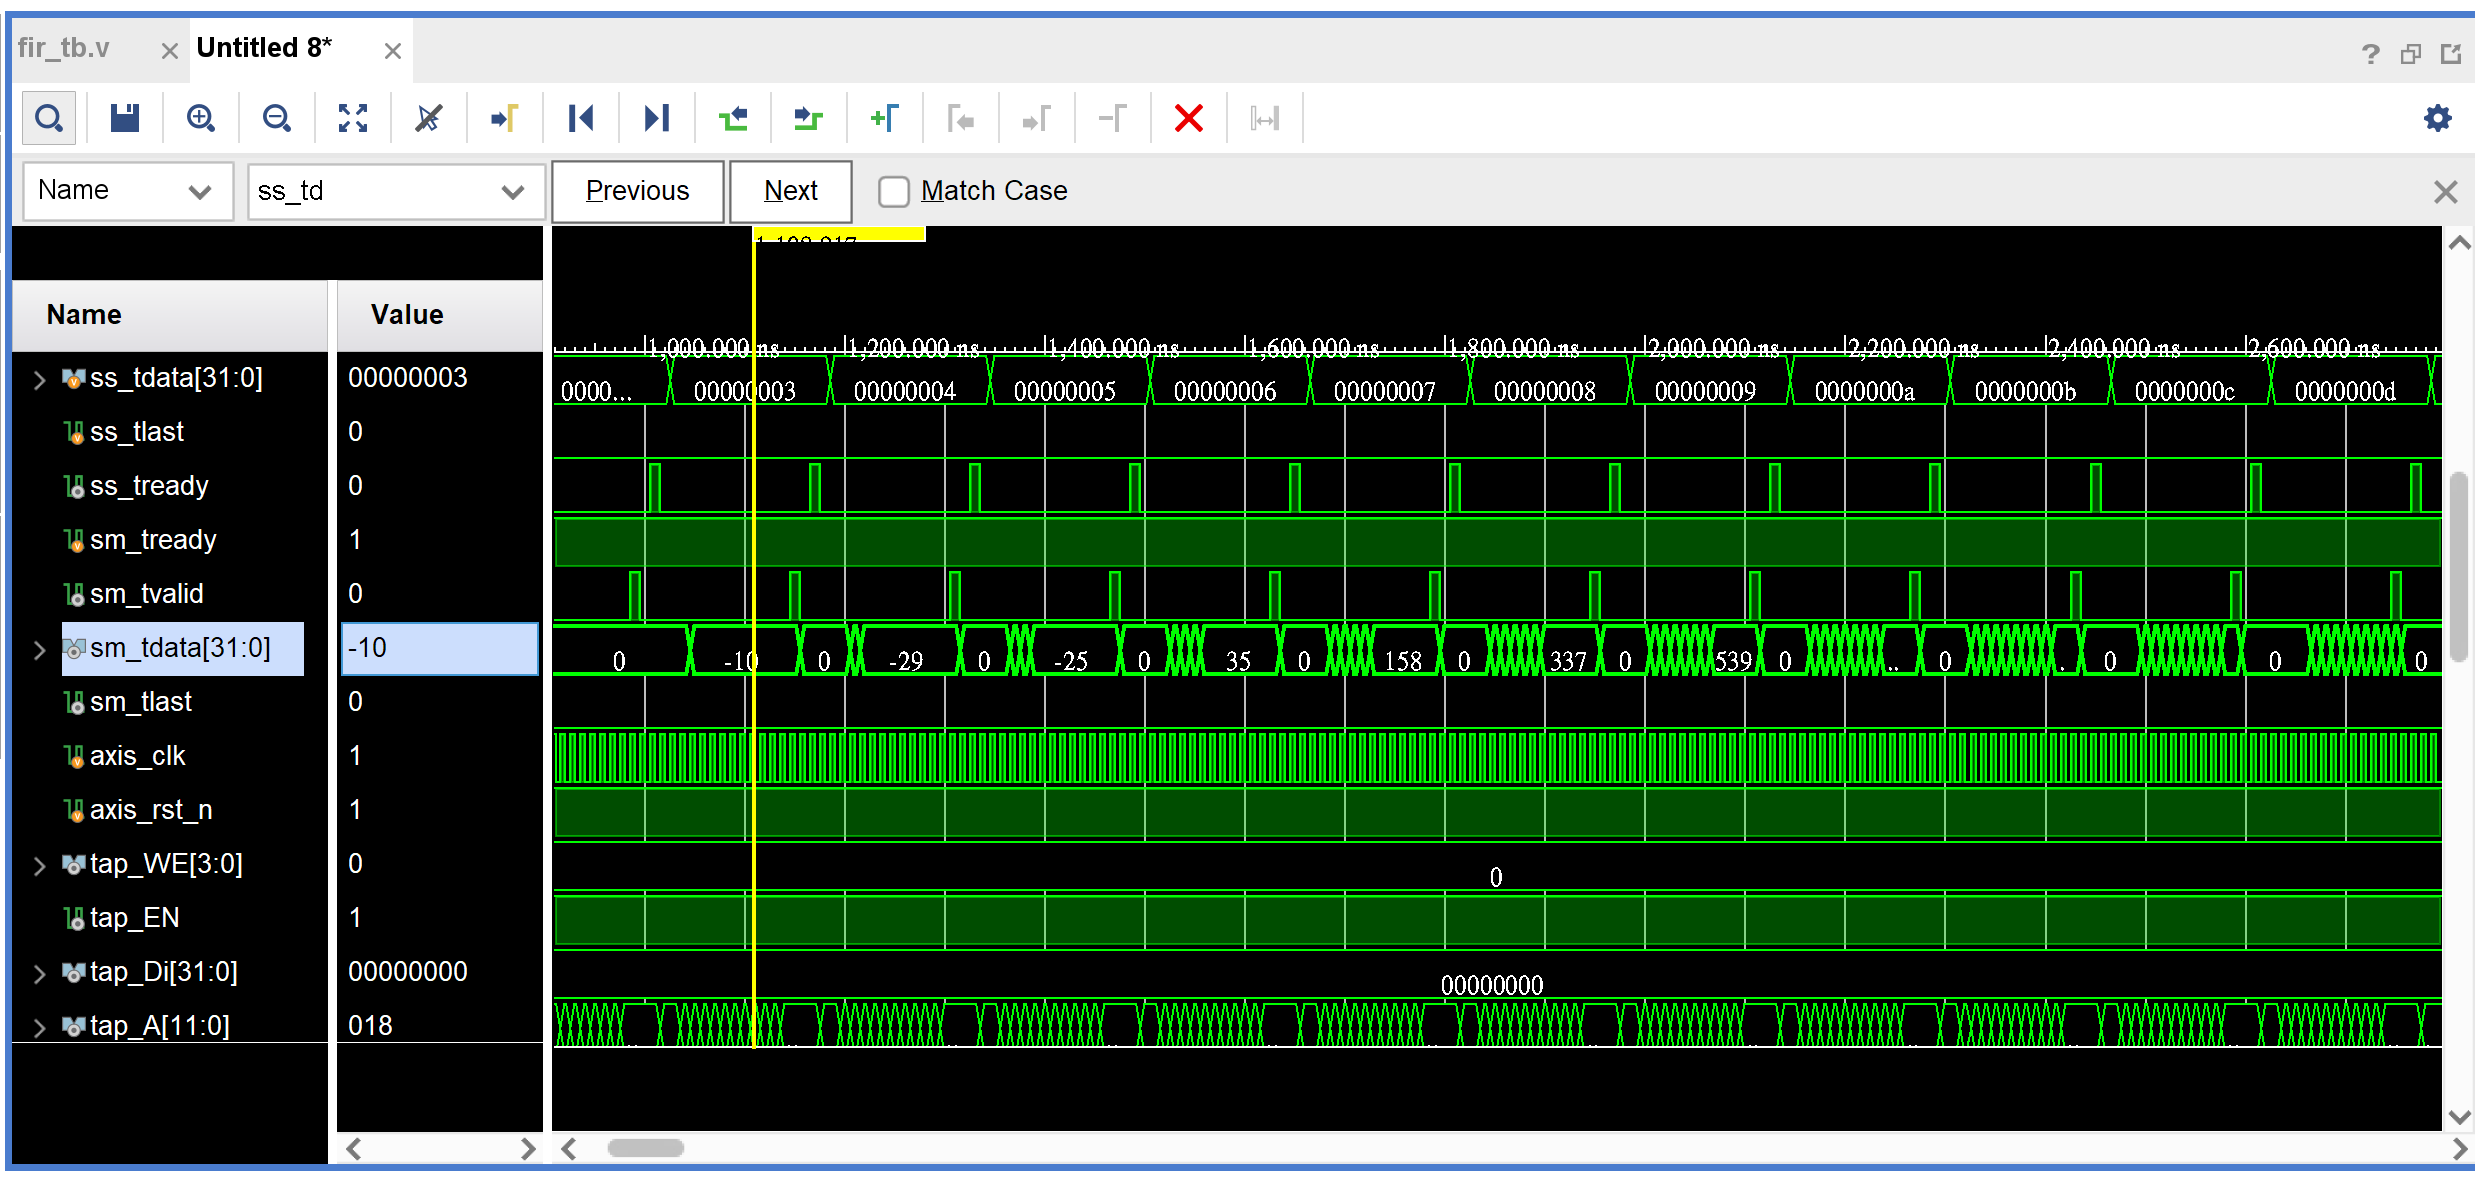 fir_tb.v
Untitled 8*
?
Name
ss_td
Previous
Next
Match Case
Name
Value
1,000.000 ns
1,200.000 ns
1,400.000 ns
1,600.000 ns
1,800.000 ns
2,000.000 ns
2,200.000 ns
2,400.000 ns
2,600.000 ns
ss_tdata[31:0]
00000003
0000...
00000003
00000004
00000005
00000006
00000007
00000008
00000009
0000000a
0000000b
0000000c
0000000d
ss_tlast
0
ss_tready
0
sm_tready
1
sm_tvalid
0
sm_tdata[31:0]
-10
0
-10
0
-29
0
-25
0
35
0
158
0
337
0
539
0
..
0
.
0
0
0
sm_tlast
0
axis_clk
1
axis_rst_n
1
tap_WE[3:0]
0
0
tap_EN
1
tap_Di[31:0]
00000000
00000000
tap_A[11:0]
018